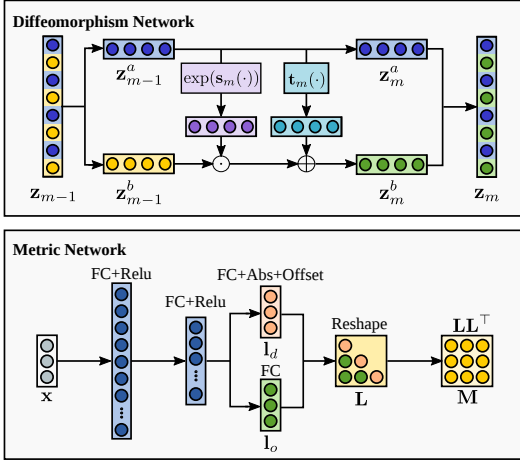 Diffeomorphism Network
z_{m-1}
z^a_{m-1}
exp(s_m(·))
t_m(·)
z^a_m
z^b_{m-1}
z^b_m
z_m
Metric Network
FC+Relu
FC+Relu
FC+Abs+Offset
l_d
FC
l_o
Reshape
LL^⊤
x
L
M